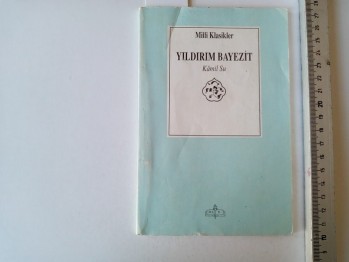 Milli Klasikler
YILDIRIM BAYEZİT
Kâmil Su